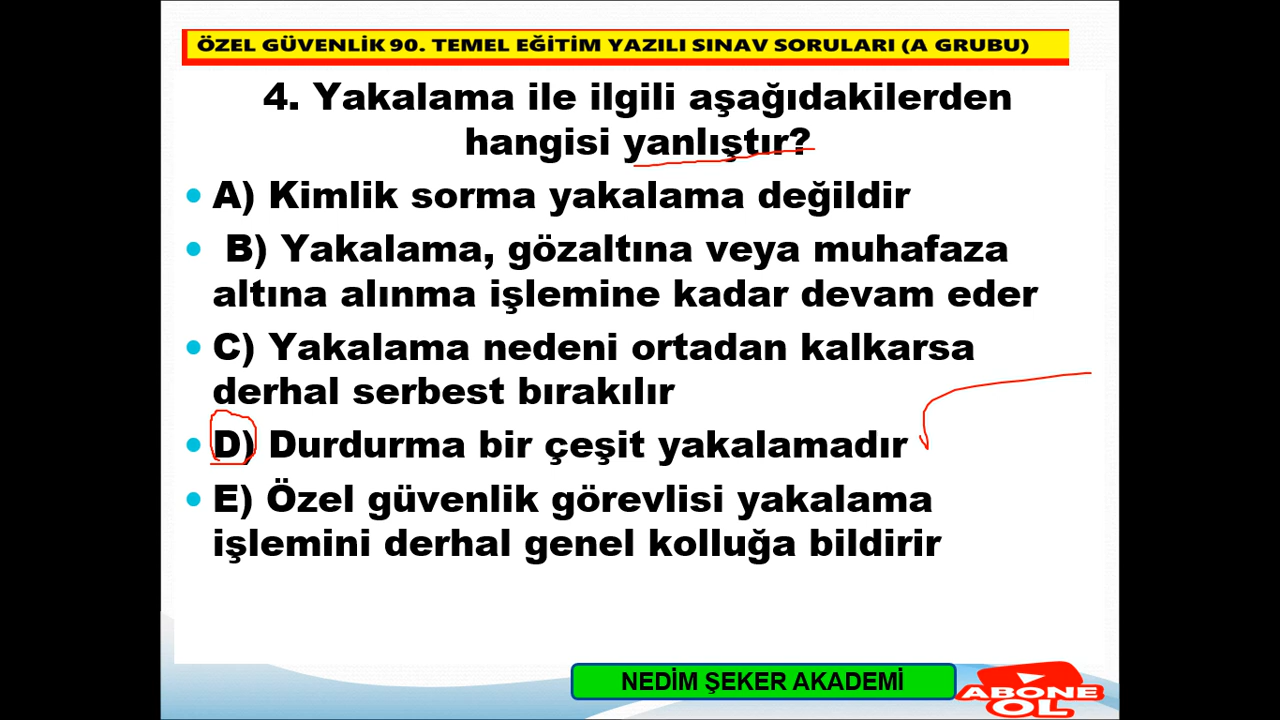 ÖZEL GÜVENLİK 90. TEMEL EĞİTİM YAZILI SINAV SORULARI (A GRUBU)
4. Yakalama ile ilgili aşağıdakilerden
hangisi yanlıştır?
• A) Kimlik sorma yakalama değildir
• B) Yakalama, gözaltına veya muhafaza
altına alınma işlemine kadar devam eder
• C) Yakalama nedeni ortadan kalkarsa
derhal serbest bırakılır
• D) Durdurma bir çeşit yakalamadır
• E) Özel güvenlik görevlisi yakalama
işlemini derhal genel kolluğa bildirir
NEDİM ŞEKER AKADEMİ
ABONE
OL